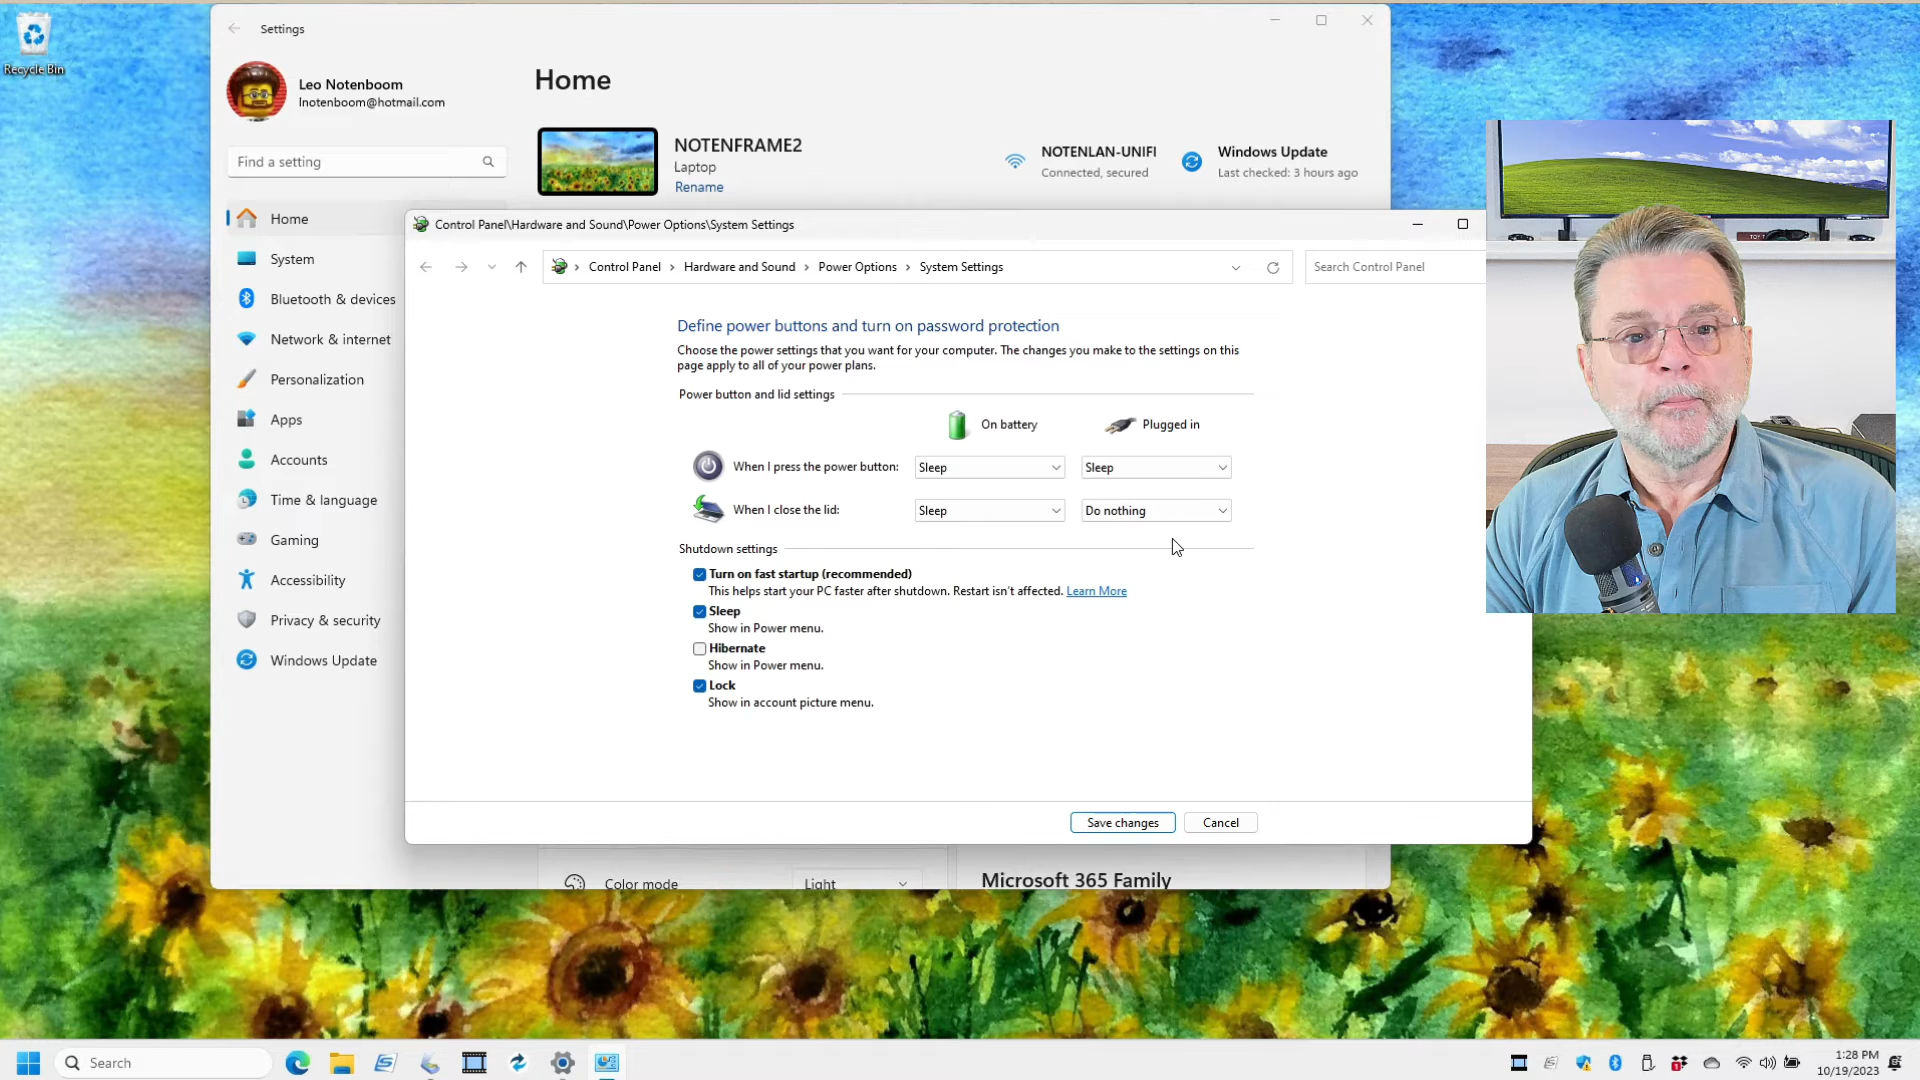 Recycle Bin
Settings
Leo Notenboom
lnotenboom@hotmail.com
Find a setting
Home
System
Bluetooth & devices
Network & internet
Personalization
Apps
Accounts
Time & language
Gaming
Accessibility
Privacy & security
Windows Update
Home
NOTENFRAME2
Laptop
Rename
NOTENLAN-UNIFI
Connected, secured
Windows Update
Last checked: 3 hours ago
Control Panel\Hardware and Sound\Power Options\System Settings
Control Panel > Hardware and Sound > Power Options > System Settings
Search Control Panel
Define power buttons and turn on password protection
Choose the power settings that you want for your computer. The changes you make to the settings on this
page apply to all of your power plans.
Power button and lid settings
On battery Plugged in
When I press the power button: Sleep Sleep
When I close the lid: Sleep Do nothing
Shutdown settings
Turn on fast startup (recommended)
This helps start your PC faster after shutdown. Restart isn't affected. Learn More
Sleep
Show in Power menu.
Hibernate
Show in Power menu.
Lock
Show in account picture menu.
Save changes Cancel
Color mode Light
Microsoft 365 Family
Search
1:28 PM
10/19/2023